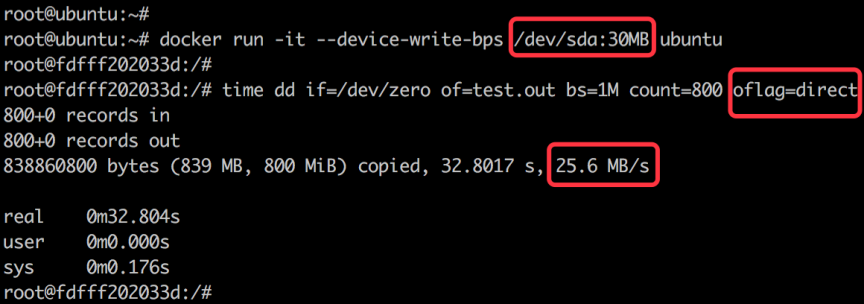 root@ubuntu:~#
root@ubuntu:~# docker run -it --device-write-bps /dev/sda:30MB ubuntu
root@fdfff202033d:/#
root@fdfff202033d:/# time dd if=/dev/zero of=test.out bs=1M count=800 oflag=direct
800+0 records in
800+0 records out
838860800 bytes (839 MB, 800 MiB) copied, 32.8017 s, 25.6 MB/s
real    0m32.804s
user    0m0.000s
sys     0m0.176s
root@fdfff202033d:/#